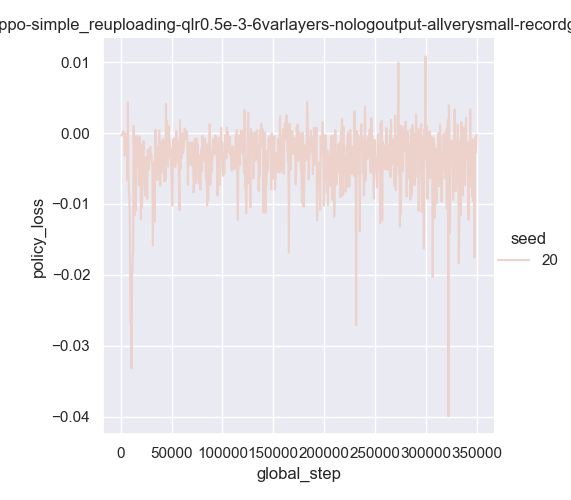 ppo-simple_reuploading-qlr0.5e-3-6varlayers-nologoutput-allverysmall-recordg
0.01
0.00
−0.01
−0.02
−0.03
−0.04
policy_loss
0 50000 100000 150000 200000 250000 300000 350000
global_step
seed
20